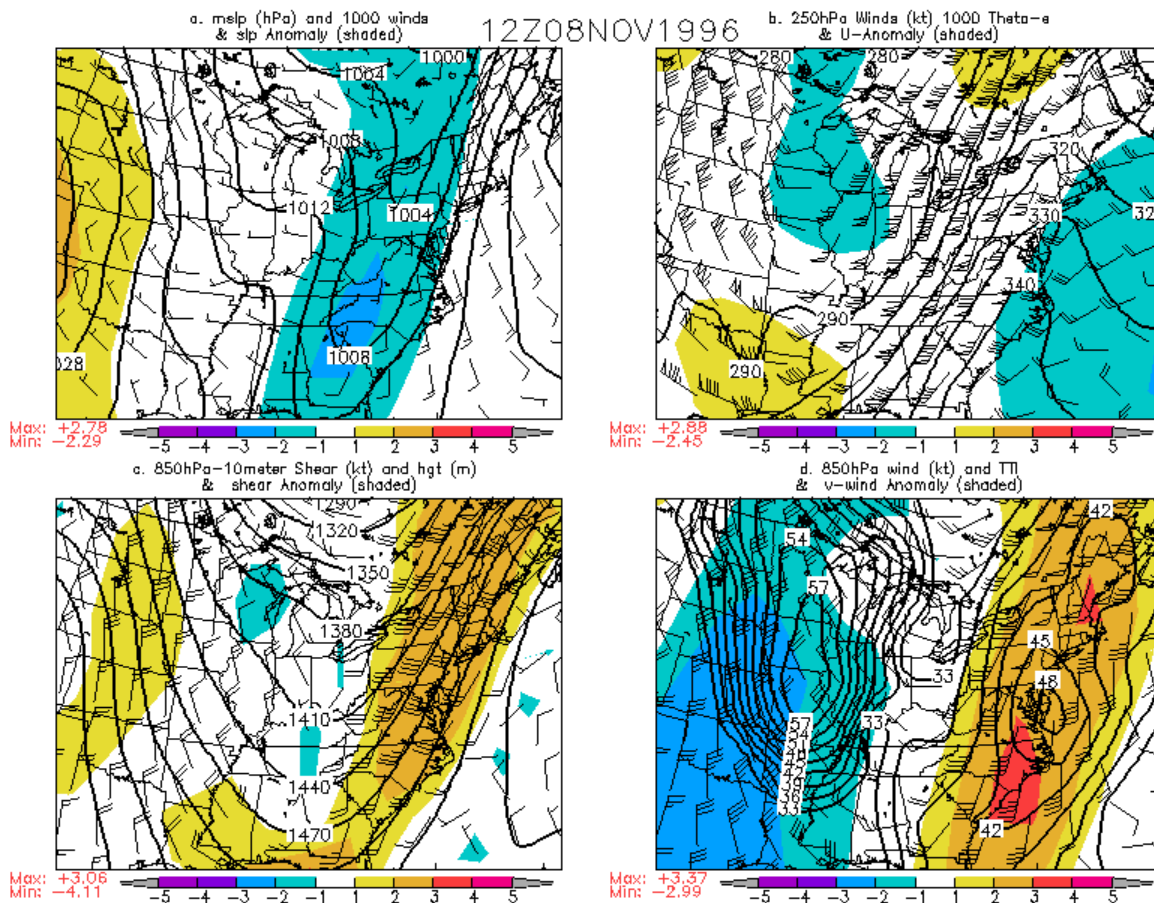 a. mslp (hPa) and 1000 winds
& slp Anomaly (shaded)
12Z08NOV1996
b. 250hPa Winds (kt) 1000 Theta-e
& U-Anomaly (shaded)
1004
1000
1008
1012
1004
1008
028
Max: +2.78
Min: -2.29
-5 -4 -3 -2 -1 1 2 3 4 5
280
280
320
330
32
340
290
290
Max: +2.88
Min: -2.45
-5 -4 -3 -2 -1 1 2 3 4 5
c. 850hPa-10meter Shear (kt) and hgt (m)
& shear Anomaly (shaded)
d. 850hPa wind (kt) and TTI
& v-wind Anomaly (shaded)
1290
1320
1350
1380
1410
1440
1470
Max: +3.06
Min: -4.11
-5 -4 -3 -2 -1 1 2 3 4 5
42
54
57
45
33
48
57
33
54
42
33
42
Max: +3.37
Min: -2.99
-5 -4 -3 -2 -1 1 2 3 4 5